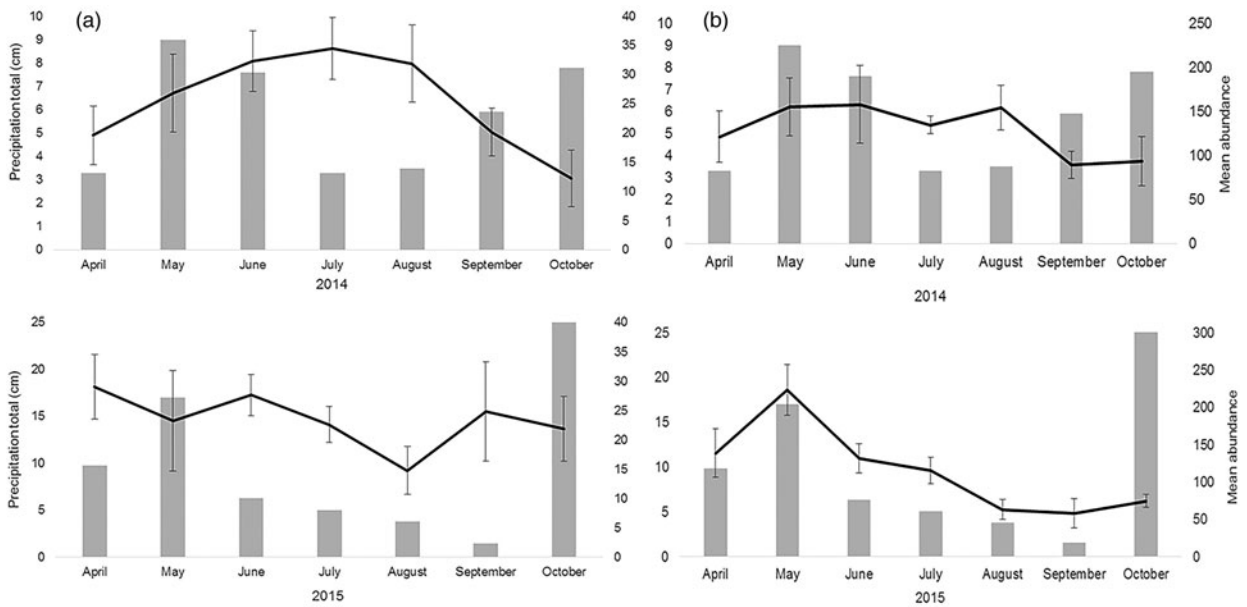 (a)
Precipitation total (cm)
10 9 8 7 6 5 4 3 2 1 0
40 35 30 25 20 15 10 5 0
April May June July August September October
2014
(b)
10 9 8 7 6 5 4 3 2 1 0
250 200 150 100 50 0
Mean abundance
April May June July August September October
2014
Precipitation total (cm)
25 20 15 10 5 0
40 35 30 25 20 15 10 5 0
April May June July August September October
2015
25 20 15 10 5 0
300 250 200 150 100 50 0
Mean abundance
April May June July August September October
2015